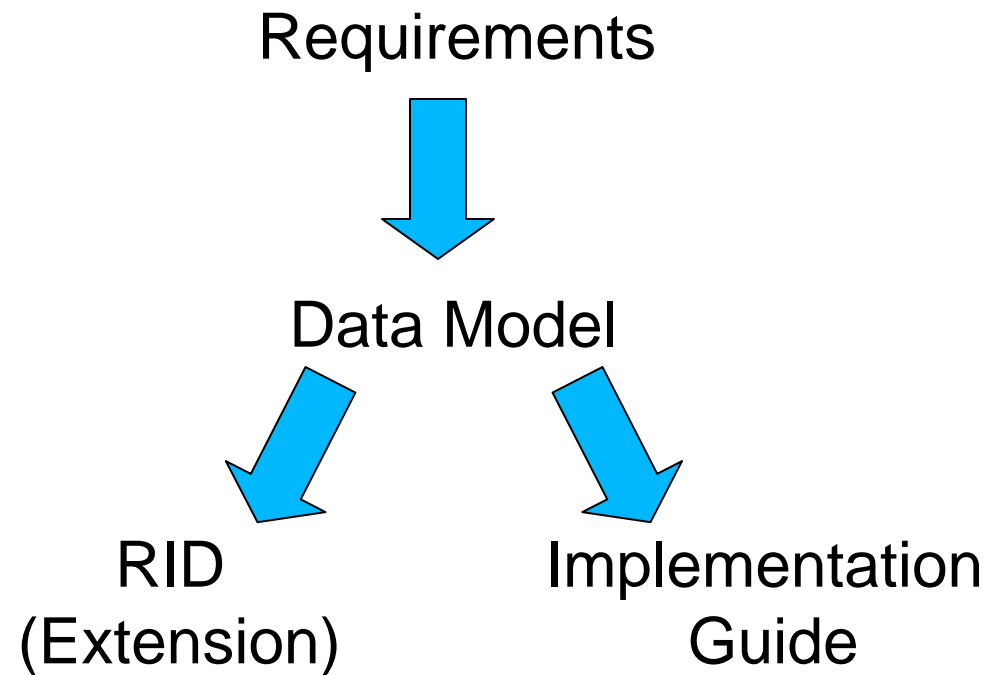 Requirements
Data Model
RID
(Extension)
Implementation
Guide